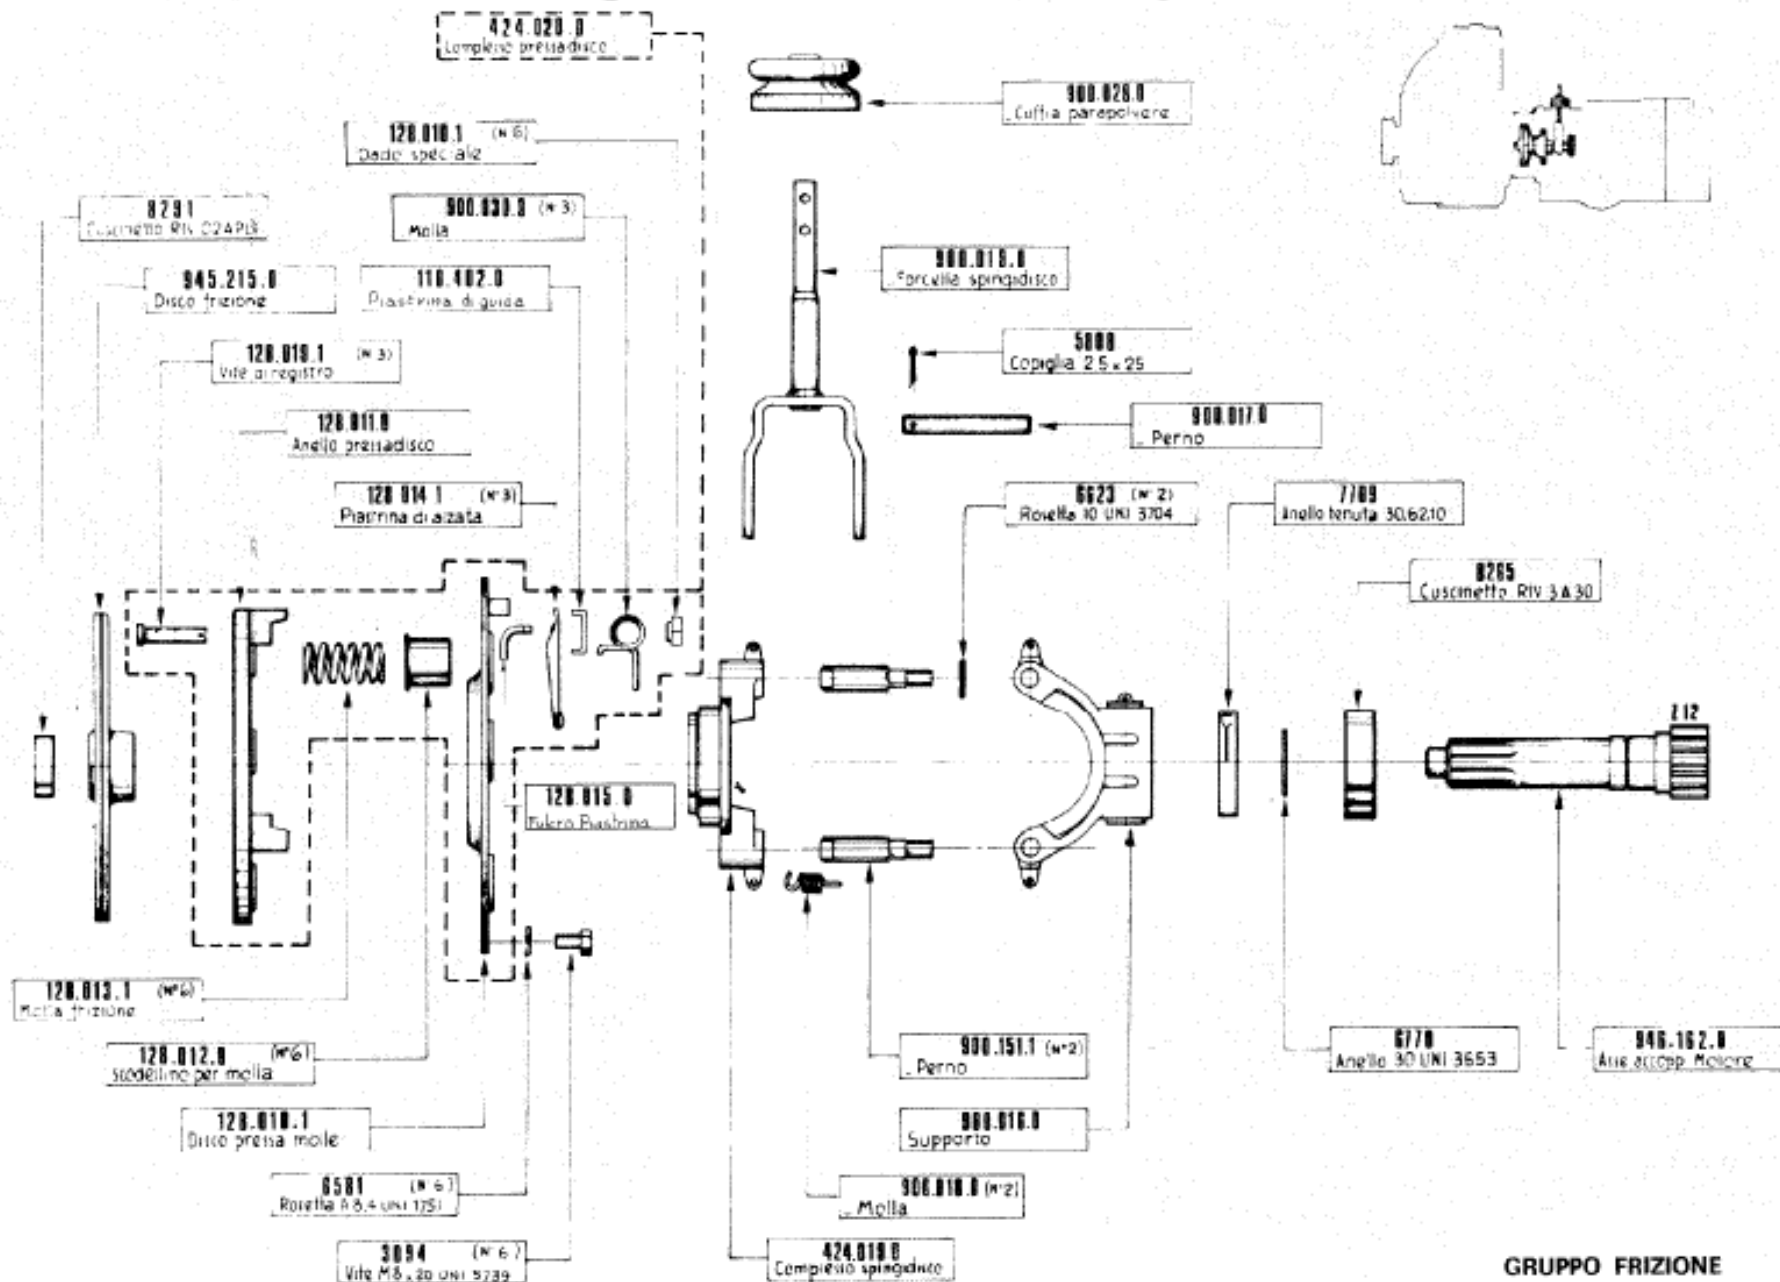 424.020.0
Complesso pressadisco
900.026.0
Cuffia parapolvere
128.018.1 (N°6)
Dado speciale
8291
Cuscinetto RIV
900.030.3 (N°3)
Molla
945.215.0
Disco frizione
110.402.0
Piastrina di guida
900.018.0
Forcella spingidisco
128.019.1 (N°3)
Vite di registro
5888
Copiglia 2.5 x 25
128.011.0
Anello pressadisco
900.017.0
Perno
128 014 1 (N°3)
Piastrina di alzata
6623 (N°2)
Rosetta 10 UNI 3704
7789
Anello tenuta 30.62.10
8265
Cuscinetto RIV 3 A 30
Z 12
128.015.0
Fulcro Piastrina
128.013.1 (N°6)
Molla frizione
128.012.0 (N°6)
Scodellino per molla
900.151.1 (N°2)
Perno
6770
Anello 30 UNI 3653
946.162.0
Asse accopp. Motore
128.010.1
Disco pressa molle
900.016.0
Supporto
6581 (N°6)
Rosetta A 8,4 UNI 1751
900.018.0 (N°2)
Molla
3094 (N°6)
Vite M8 x 20 UNI 5739
424.019.0
Complesso spingidisco
GRUPPO FRIZIONE